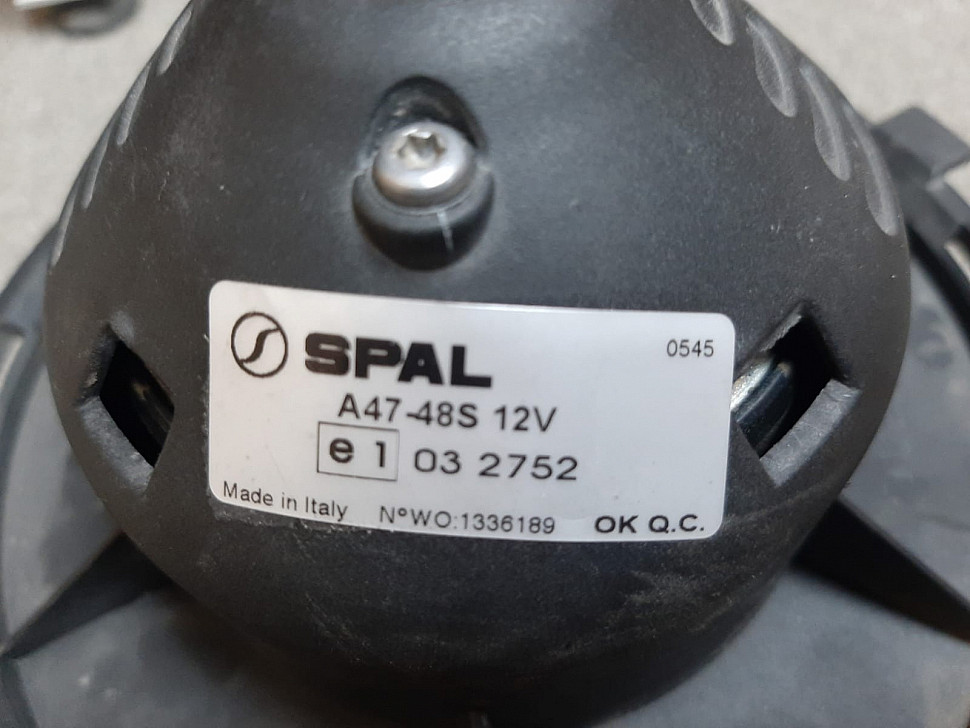 SPAL
0545
A47-48S 12V
e 1 03 2752
Made in Italy N°WO:1336189 OK Q.C.